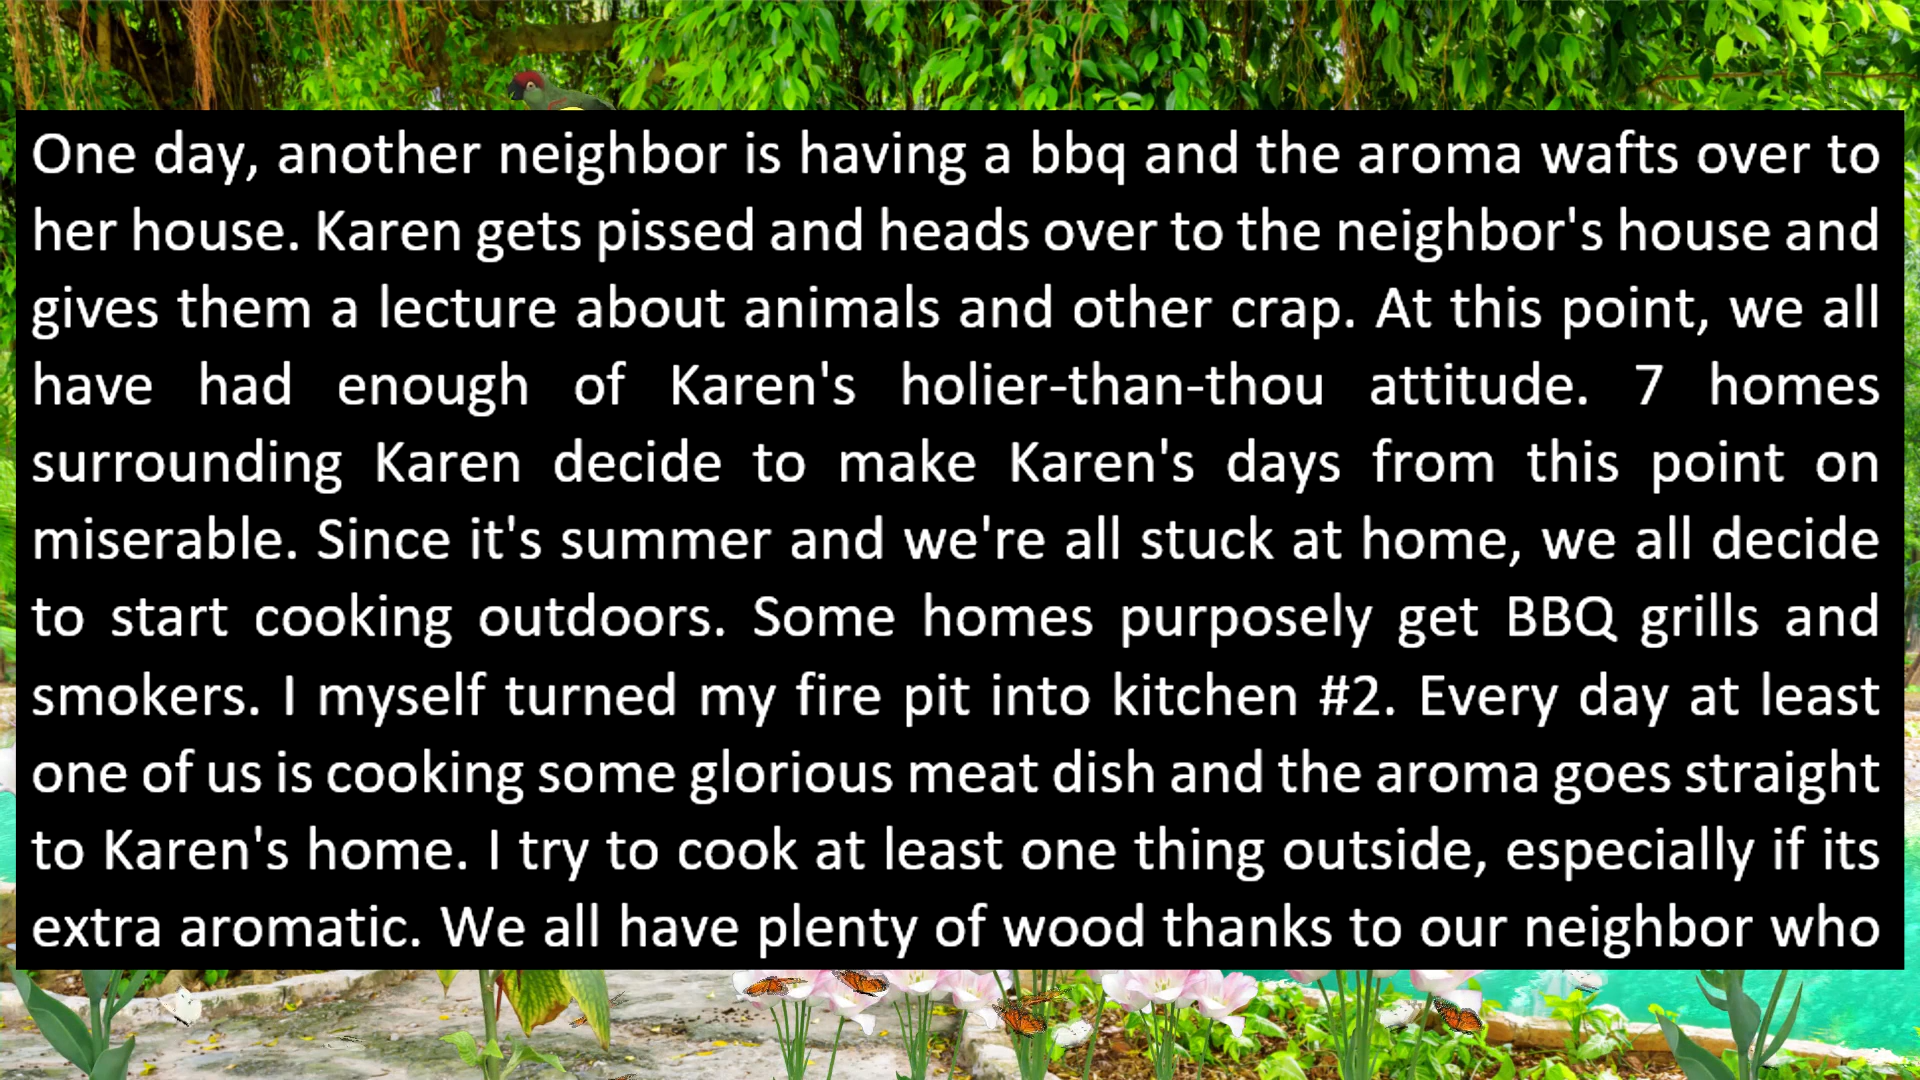 One day, another neighbor is having a bbq and the aroma wafts over to
her house. Karen gets pissed and heads over to the neighbor's house and
gives them a lecture about animals and other crap. At this point, we all
have had enough of Karen's holier-than-thou attitude. 7 homes
surrounding Karen decide to make Karen's days from this point on
miserable. Since it's summer and we're all stuck at home, we all decide
to start cooking outdoors. Some homes purposely get BBQ grills and
smokers. I myself turned my fire pit into kitchen #2. Every day at least
one of us is cooking some glorious meat dish and the aroma goes straight
to Karen's home. I try to cook at least one thing outside, especially if its
extra aromatic. We all have plenty of wood thanks to our neighbor who